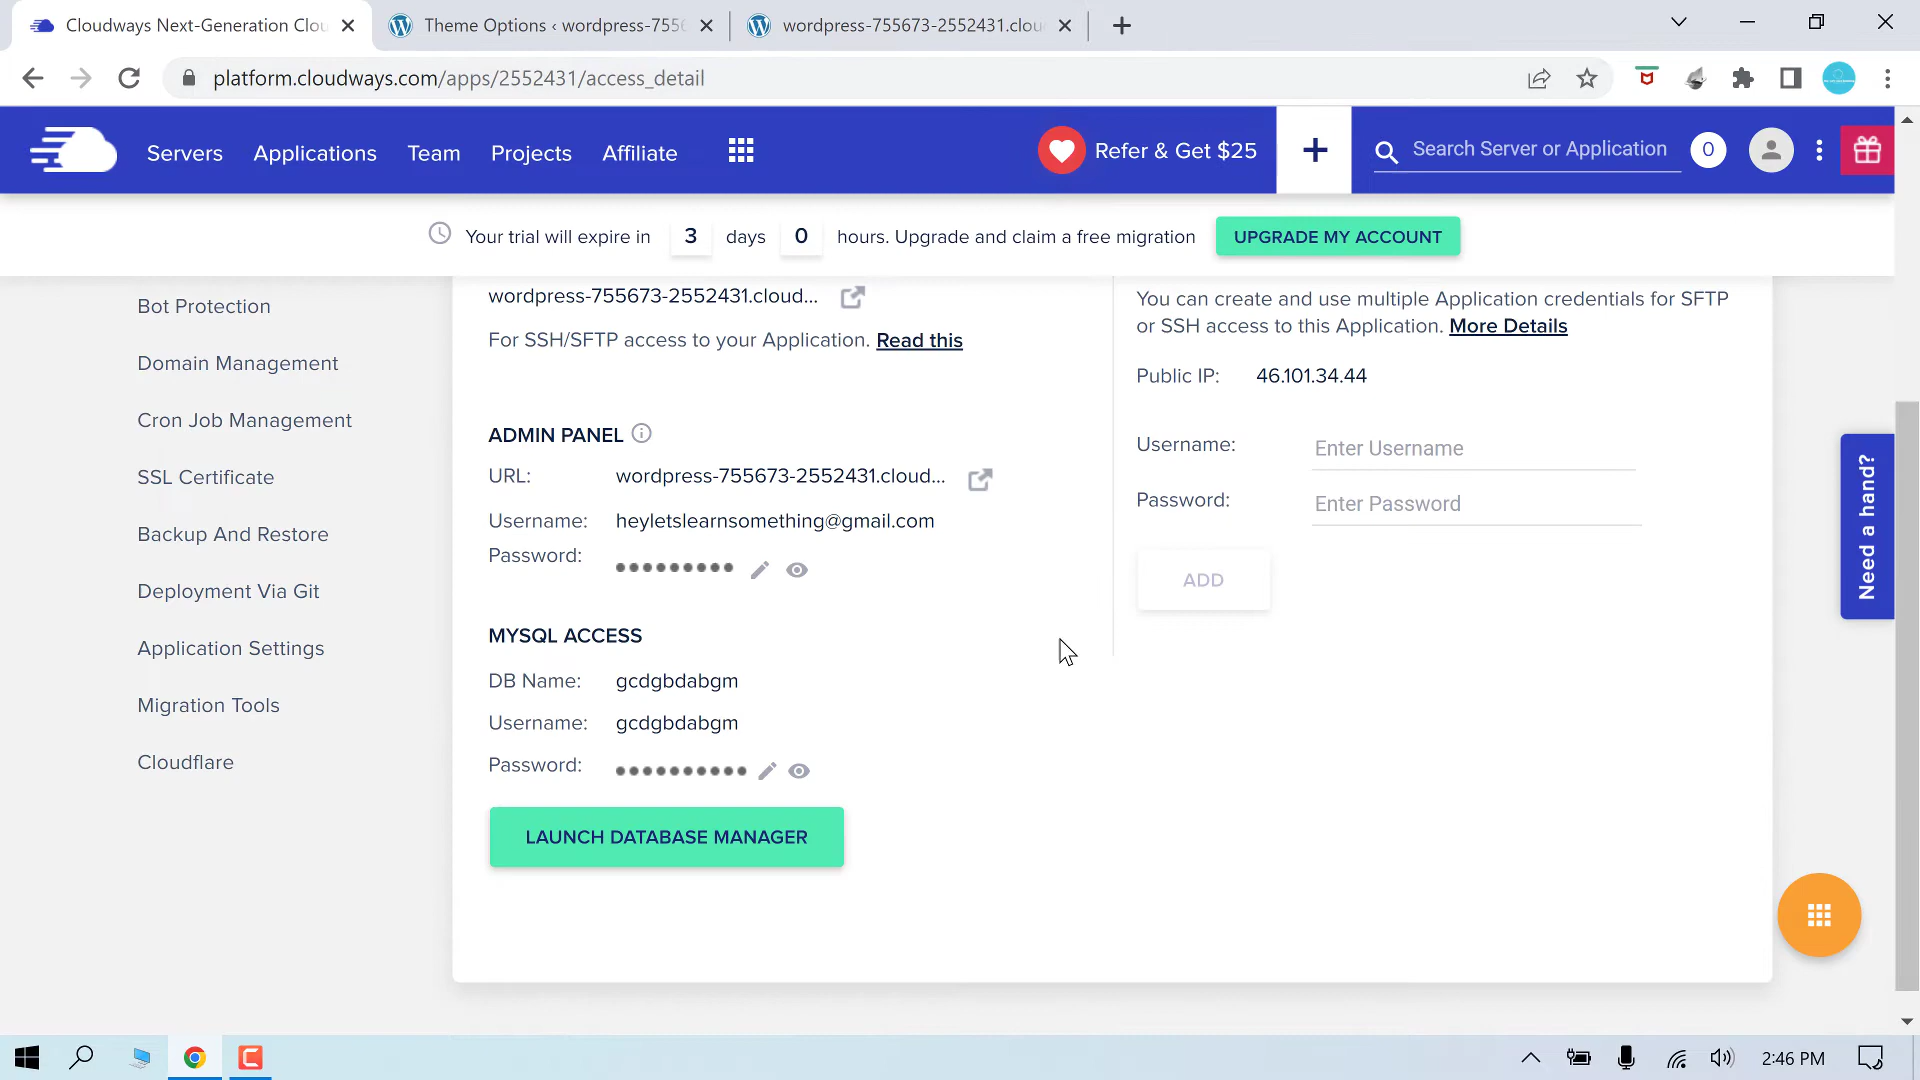 Cloudways Next-Generation Clou
Theme Options ‹ wordpress-755
wordpress-755673-2552431.clou
platform.cloudways.com/apps/2552431/access_detail
Servers
Applications
Team
Projects
Affiliate
Refer & Get $25
Search Server or Application
0
Your trial will expire in 3 days 0 hours. Upgrade and claim a free migration
UPGRADE MY ACCOUNT
Bot Protection
Domain Management
Cron Job Management
SSL Certificate
Backup And Restore
Deployment Via Git
Application Settings
Migration Tools
Cloudflare
wordpress-755673-2552431.cloud...
For SSH/SFTP access to your Application. Read this
ADMIN PANEL
URL: wordpress-755673-2552431.cloud...
Username: heyletslearnsomething@gmail.com
Password:
MYSQL ACCESS
DB Name: gcdgbdabgm
Username: gcdgbdabgm
Password:
LAUNCH DATABASE MANAGER
You can create and use multiple Application credentials for SFTP
or SSH access to this Application. More Details
Public IP: 46.101.34.44
Username: Enter Username
Password: Enter Password
ADD
Need a hand?
2:46 PM